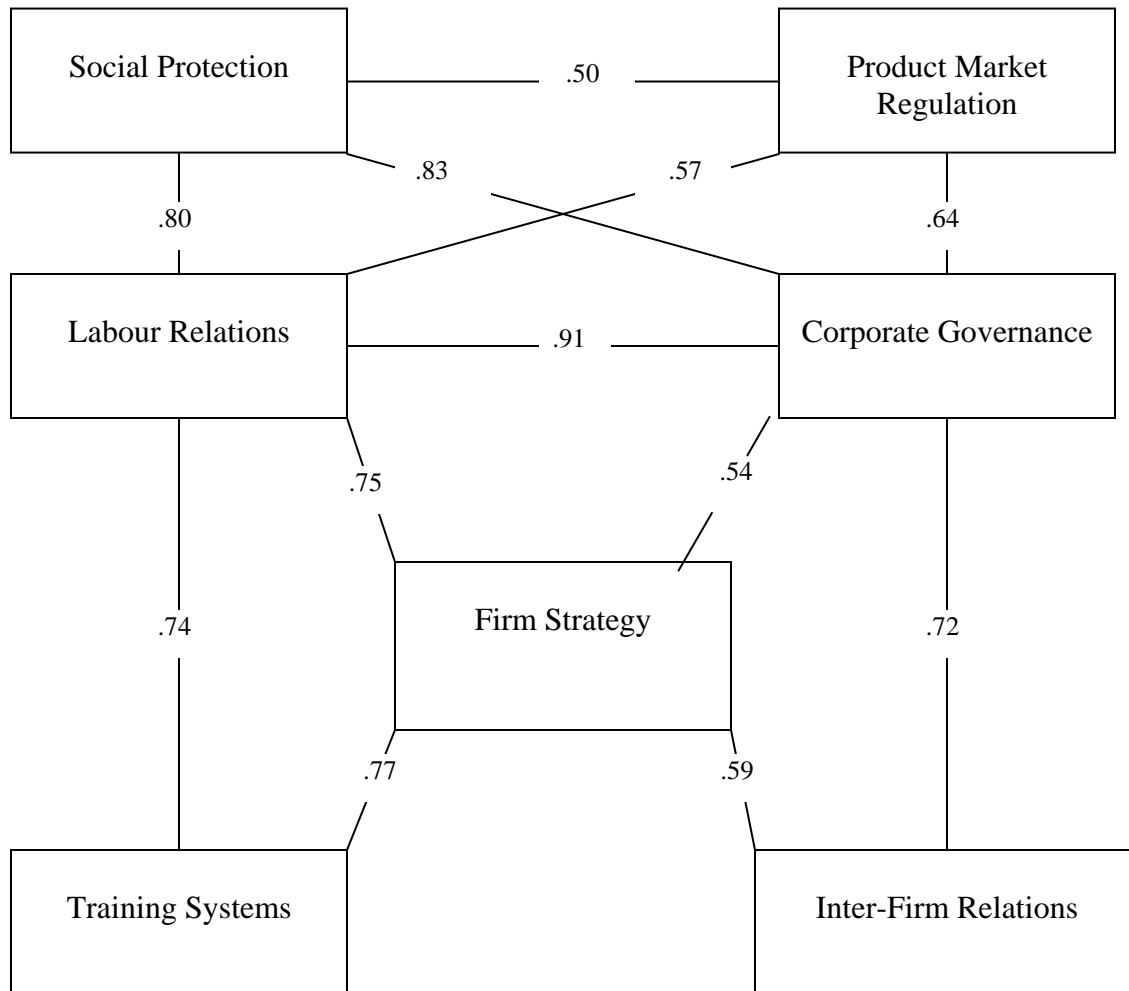 Social Protection
.50
Product Market
Regulation
.83
.57
.80
.64
Labour Relations
.91
Corporate Governance
.75
.54
Firm Strategy
.74
.72
.77
.59
Training Systems
Inter-Firm Relations